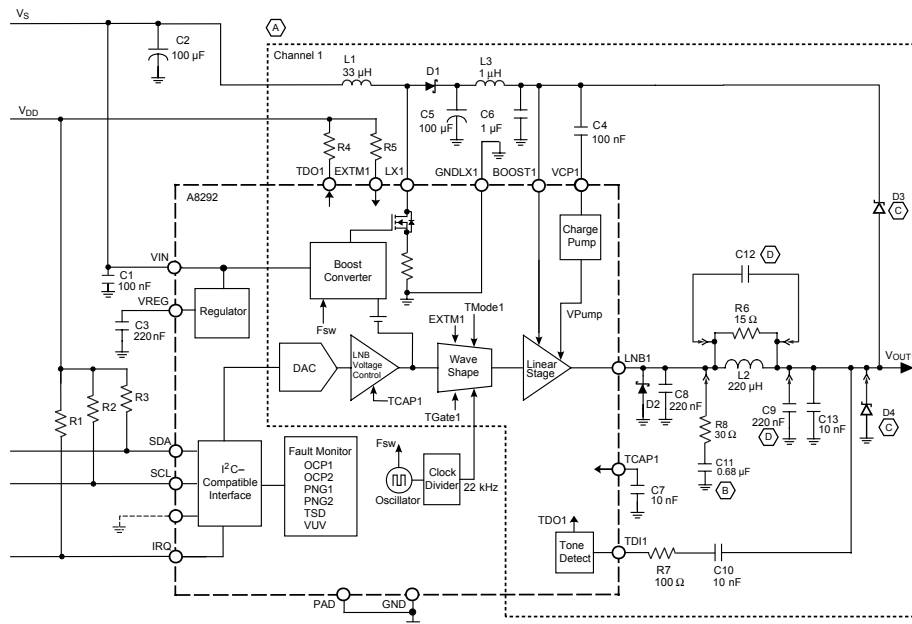 VS
A
C2
100 µF
Channel 1
L1
33 µH
D1
L3
1 µH
VDD
C5
100 µF
C6
1 µF
C4
100 nF
R4
R5
TDO1
EXTM1
LX1
GNDLX1
BOOST1
VCP1
A8292
D3
C
Charge
Pump
C12
D
VIN
C1
100 nF
Boost
Converter
VREG
Regulator
C3
220 nF
Fsw
EXTM1
TMode1
VPump
R6
15 Ω
DAC
LNB
Voltage
Control
Wave
Shape
Linear
Stage
LNB1
L2
220 µH
VOUT
TCAP1
TGate1
D2
C8
220 nF
R8
30 Ω
C9
220 nF
D
C13
10 nF
D4
C
R1
R2
R3
C11
0.68 µF
B
SDA
SCL
IRQ
I²C–
Compatible
Interface
Fault Monitor
OCP1
OCP2
PNG1
PNG2
TSD
VUV
Fsw
Oscillator
Clock
Divider
22 kHz
TCAP1
C7
10 nF
TDO1
Tone
Detect
TDI1
R7
100 Ω
C10
10 nF
PAD
GND